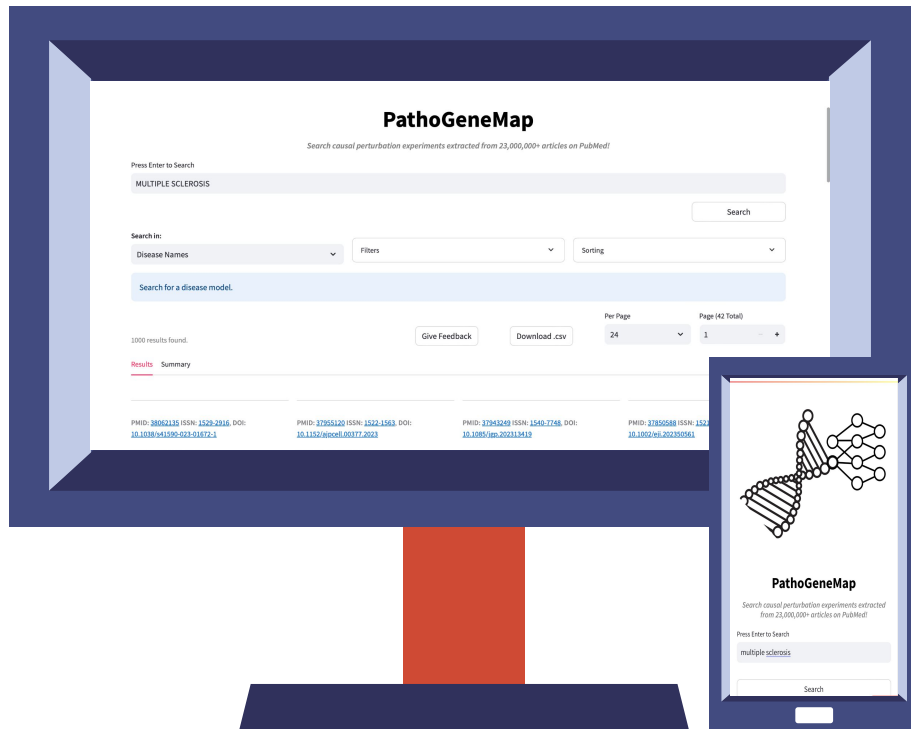 PathoGeneMap
Search causal perturbation experiments extracted from 23,000,000+ articles on PubMed!
Press Enter to Search
MULTIPLE SCLEROSIS
Search
Search in:
Disease Names
Filters
Sorting
Search for a disease model.
Per Page
Page (42 Total)
1000 results found.
Give Feedback
Download .csv
24
1
Results Summary
PMID: 38062135 ISSN: 1529-2916, DOI:
10.1038/s41590-023-01672-1
PMID: 37955120 ISSN: 1522-1563, DOI:
10.1152/ajpcell.00377.2023
PMID: 37943249 ISSN: 1540-7748, DOI:
10.1085/jgp.202313419
PMID: 37850588 ISSN: 1521
10.1002/eji.202350561
PathoGeneMap
Search causal perturbation experiments extracted
from 23,000,000+ articles on PubMed!
Press Enter to Search
multiple sclerosis
Search